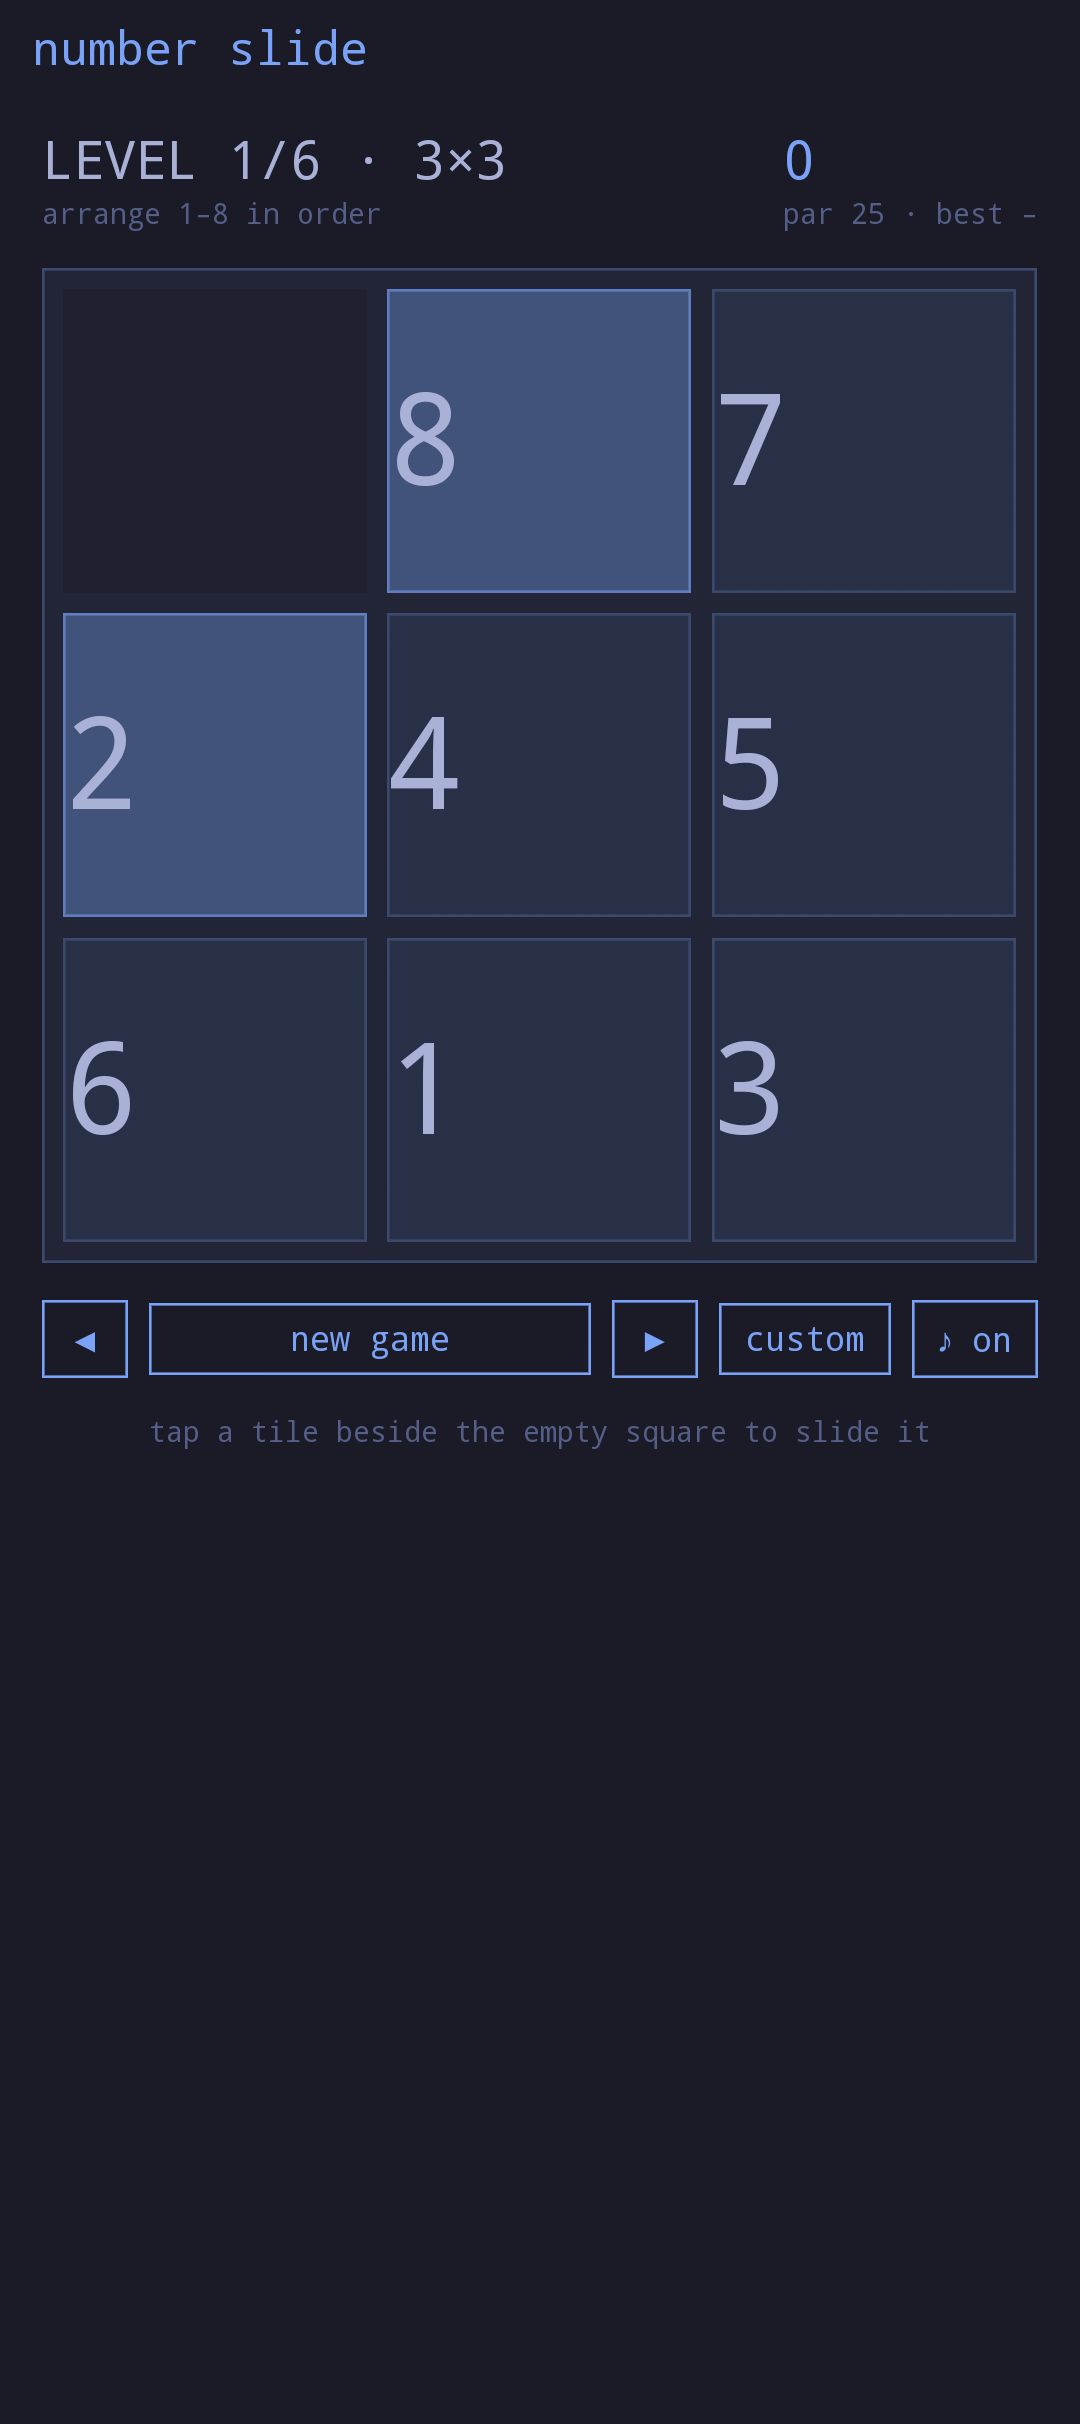 number slide
LEVEL 1/6 · 3×3 0
arrange 1–8 in order par 25 · best –
8 7
2 4 5
6 1 3
◀ new game ▶ custom ♪ on
tap a tile beside the empty square to slide it